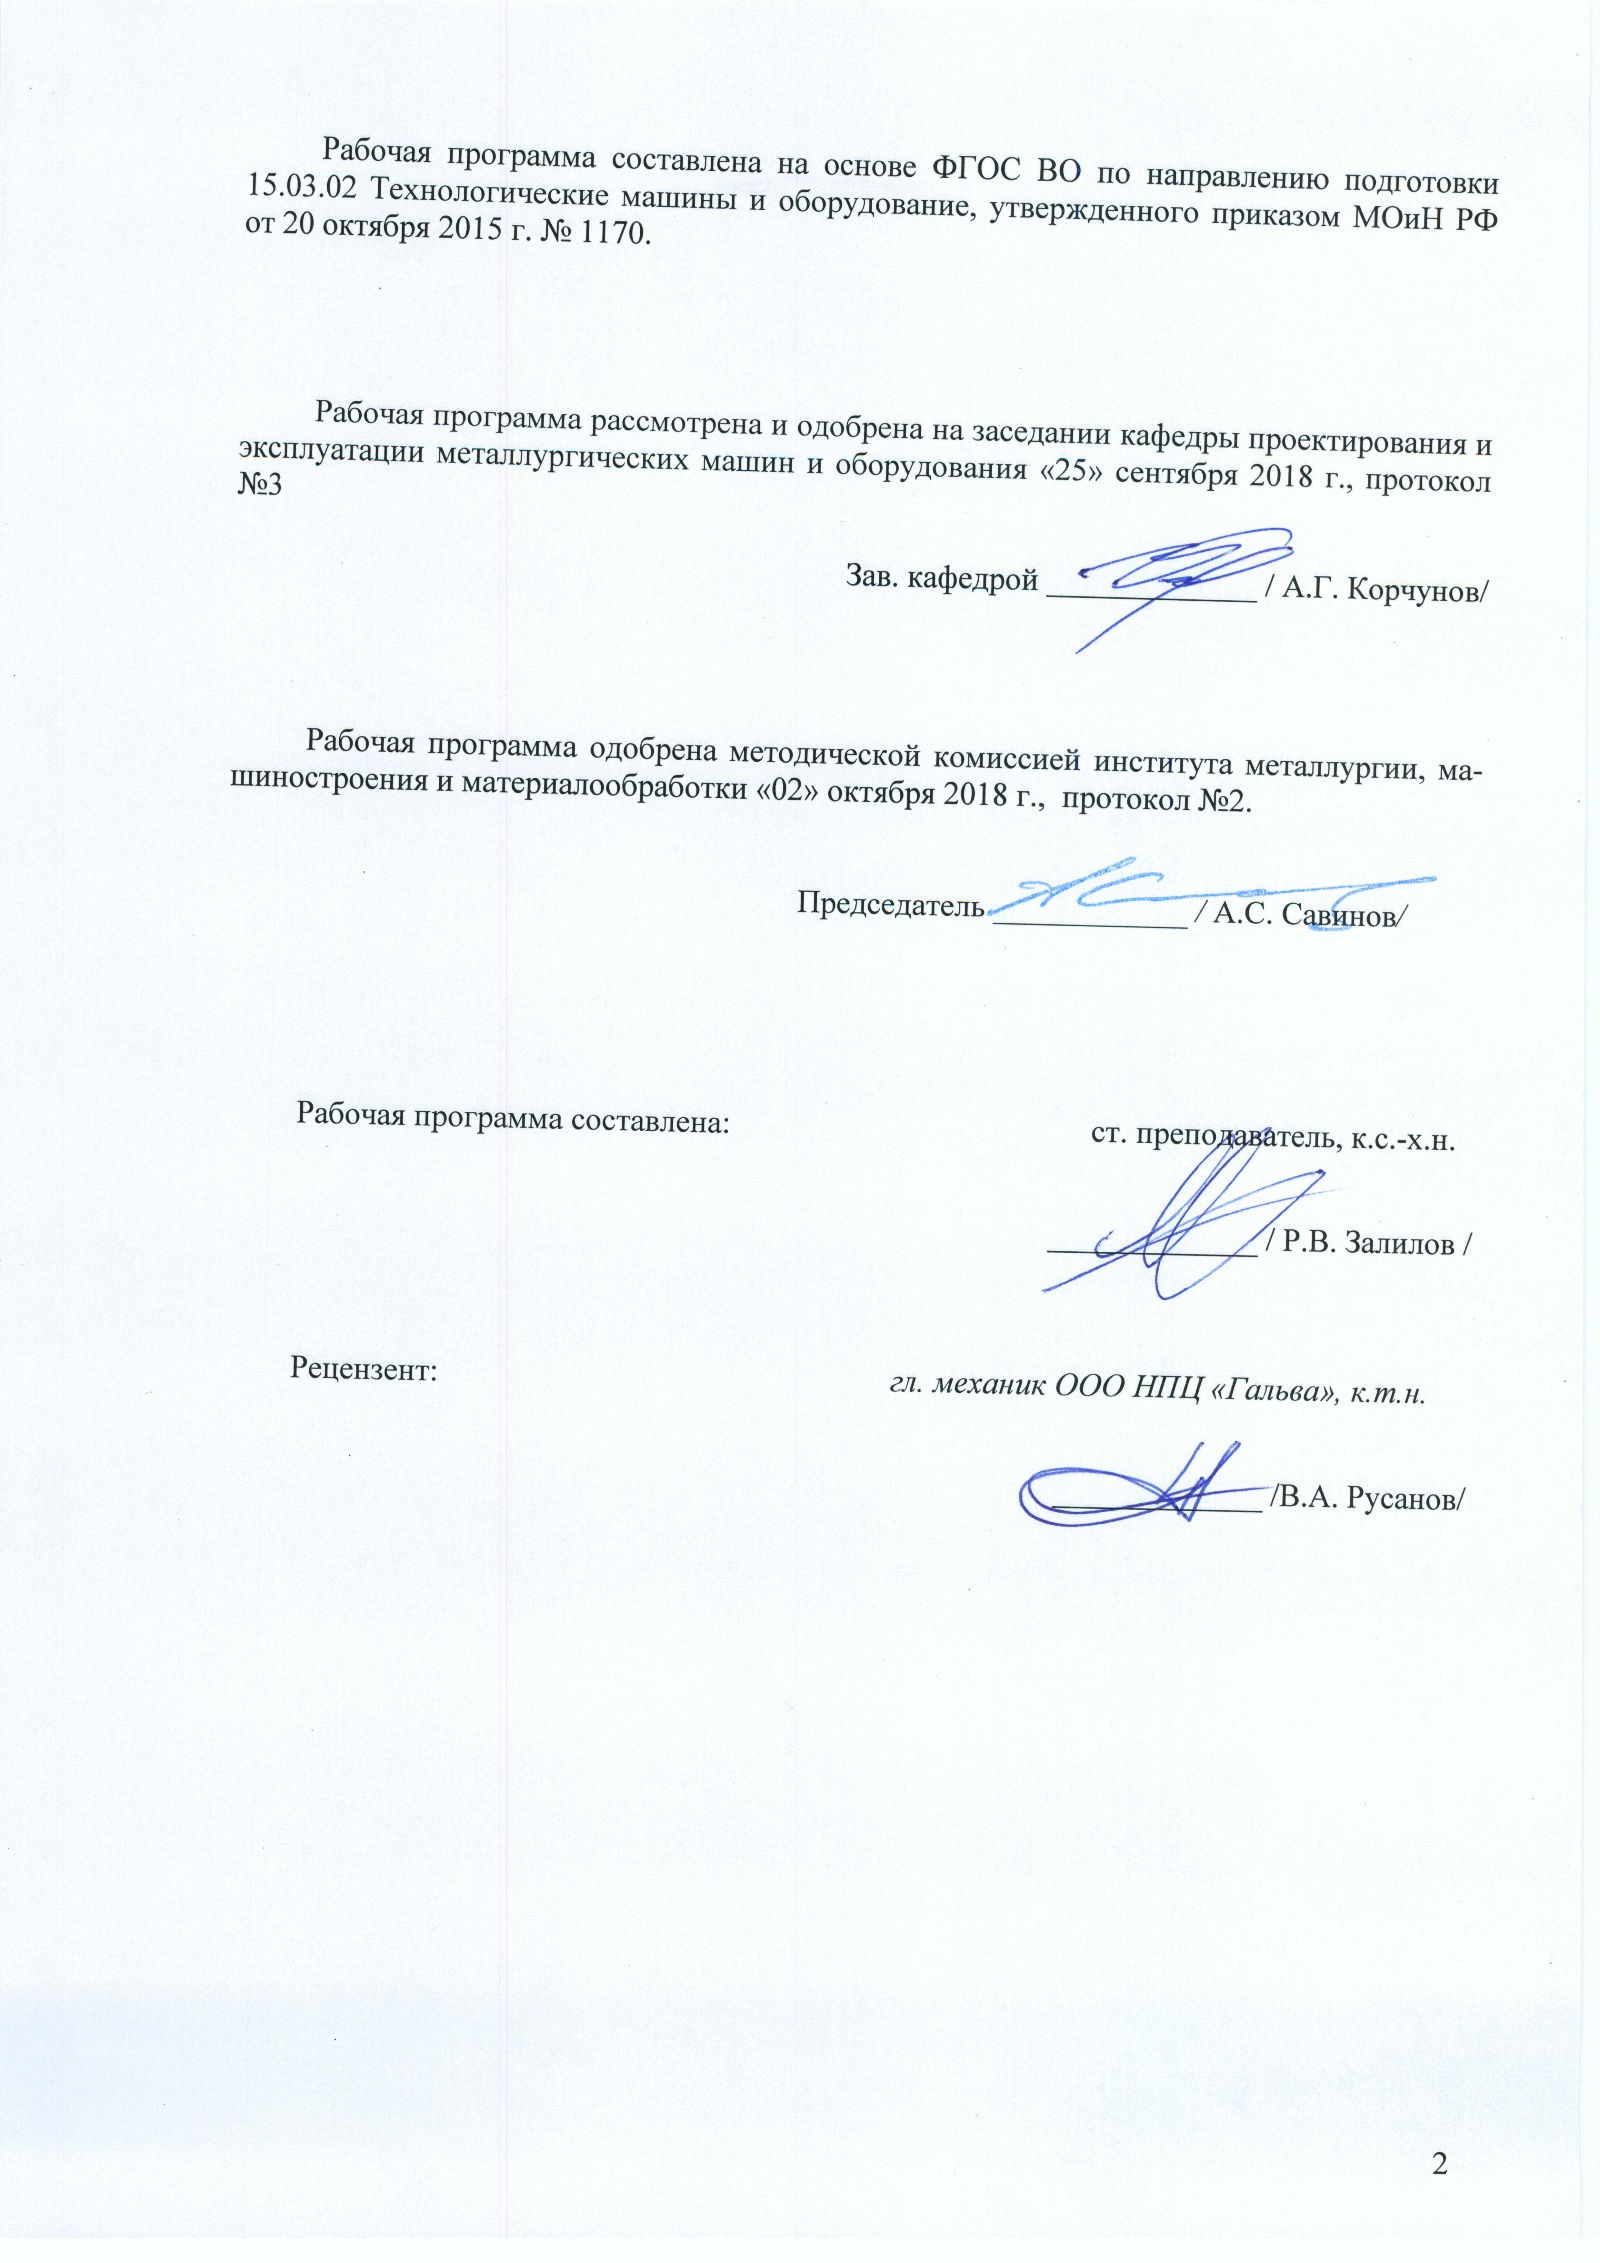 Рабочая программа составлена на основе ФГОС ВО по направлению подготовки
15.03.02 Технологические машины и оборудование, утвержденного приказом МОиН РФ
от 20 октября 2015 г. № 1170.
Рабочая программа рассмотрена и одобрена на заседании кафедры проектирования и
эксплуатации металлургических машин и оборудования «25» сентября 2018 г., протокол
№3
Зав. кафедрой _____________ / А.Г. Корчунов/
Рабочая программа одобрена методической комиссией института металлургии, ма-
шиностроения и материалообработки «02» октября 2018 г., протокол №2.
Председатель ____________ / А.С. Савинов/
Рабочая программа составлена: ст. преподаватель, к.с.-х.н.
_____________ / Р.В. Залилов /
Рецензент: гл. механик ООО НПЦ «Гальва», к.т.н.
_____________ /В.А. Русанов/
2